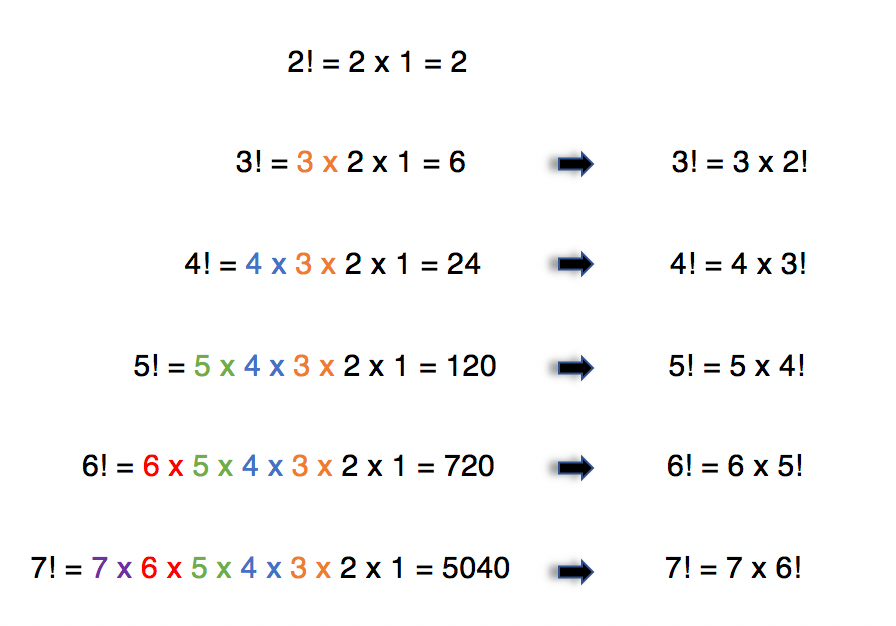 2! = 2 x 1 = 2
3! = 3 x 2 x 1 = 6 3! = 3 x 2!
4! = 4 x 3 x 2 x 1 = 24 4! = 4 x 3!
5! = 5 x 4 x 3 x 2 x 1 = 120 5! = 5 x 4!
6! = 6 x 5 x 4 x 3 x 2 x 1 = 720 6! = 6 x 5!
7! = 7 x 6 x 5 x 4 x 3 x 2 x 1 = 5040 7! = 7 x 6!